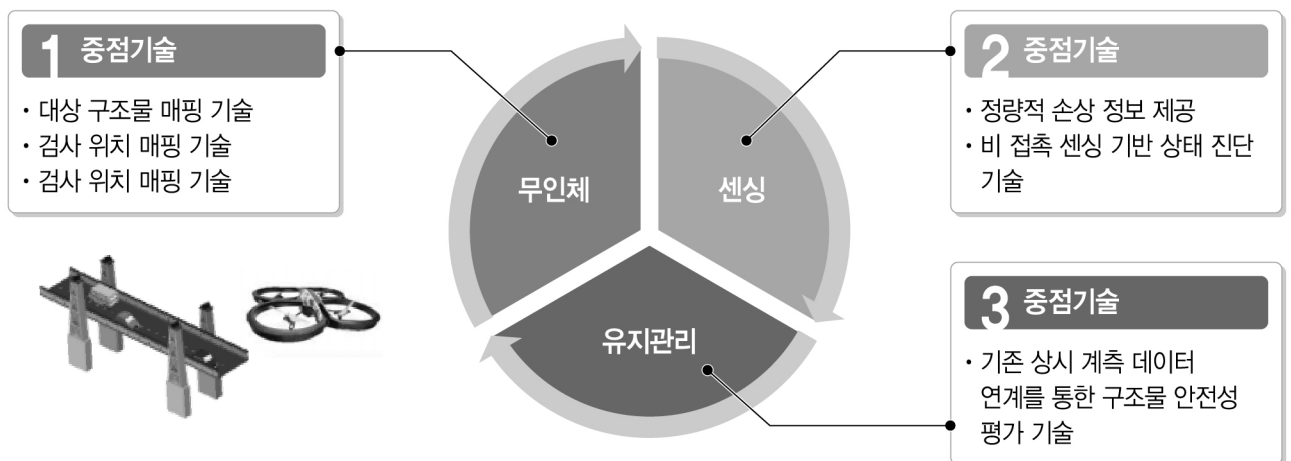 1 중점기술
· 대상 구조물 매핑 기술
· 검사 위치 매핑 기술
· 검사 위치 매핑 기술
무인체
센싱
유지관리
2 중점기술
· 정량적 손상 정보 제공
· 비 접촉 센싱 기반 상태 진단
기술
3 중점기술
· 기존 상시 계측 데이터
연계를 통한 구조물 안전성
평가 기술